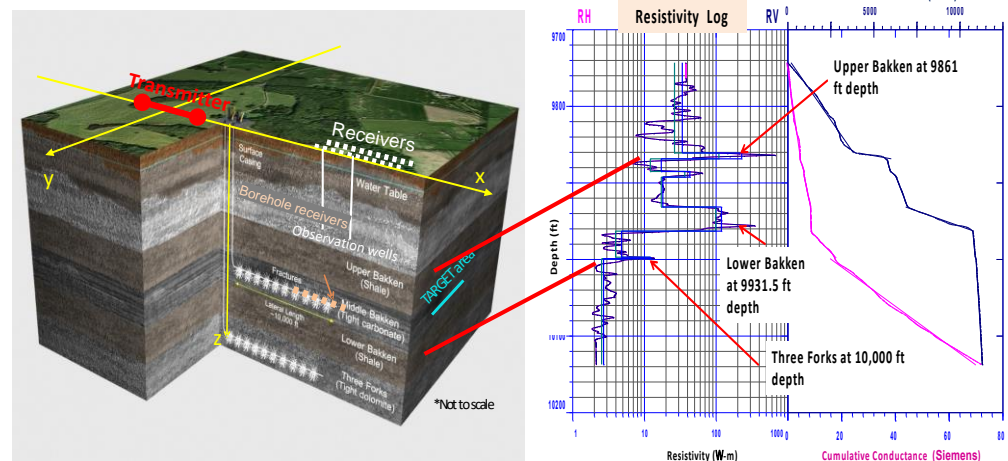 Transmitter
Receivers
Surface
Casing
Water Table
y
x
Borehole receivers
Observation wells
Upper Bakken
(Shale)
TARGET area
Fractures
Middle Bakken
(Tight carbonate)
Lateral Length
~10,000 ft
Lower Bakken
(Shale)
z
Three Forks
(Tight dolomite)
*Not to scale
RH
Resistivity Log
RV
9700
9800
10100
10200
Depth (ft)
1
10
100
1000
Resistivity (W-m)
Upper Bakken at 9861
ft depth
Lower Bakken
at 9931.5 ft
depth
Three Forks at 10,000 ft
depth
0
5000
10000
0
20
40
60
80
Cumulative Conductance (Siemens)